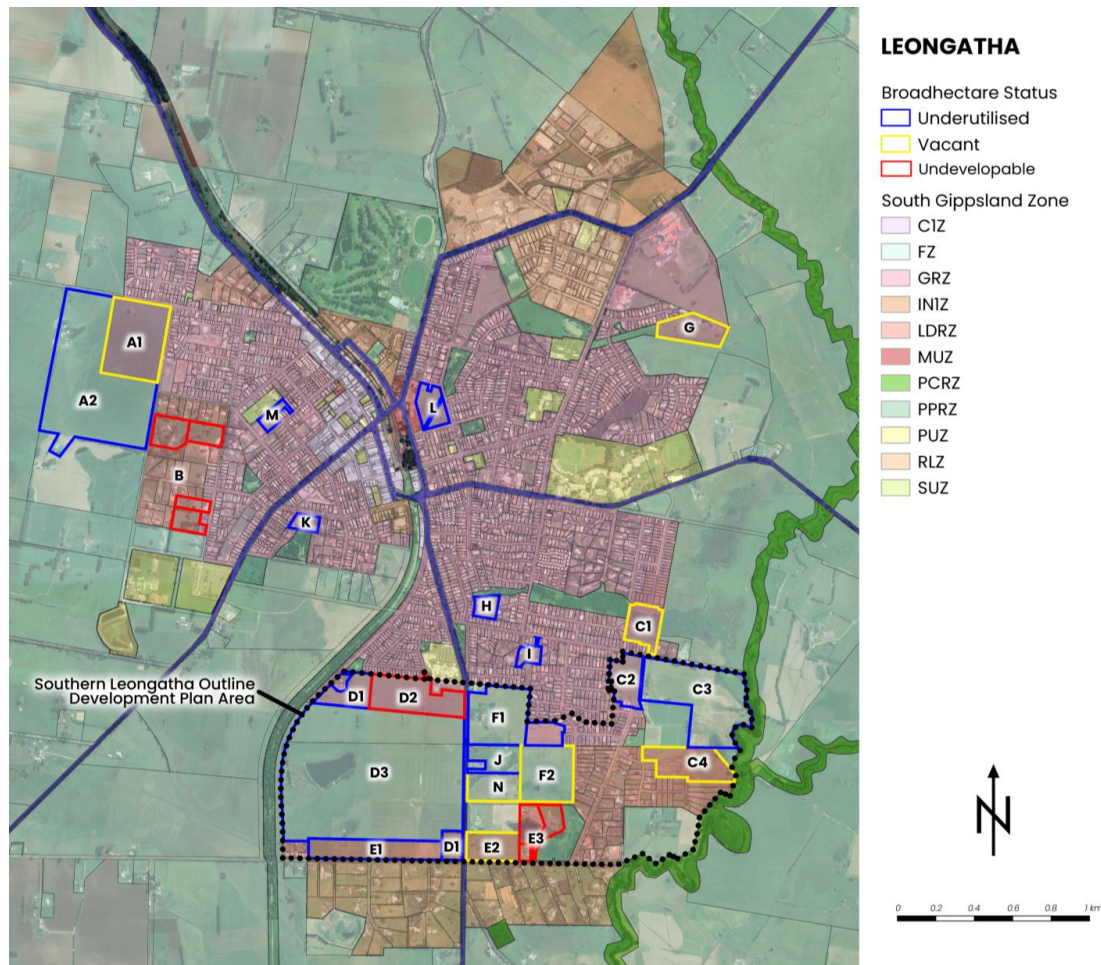 LEONGATHA
Broadhectare Status
Underutilised
Vacant
Undevelopable
South Gippsland Zone
C1Z
FZ
GRZ
IN1Z
LDRZ
MUZ
PCRZ
PPRZ
PUZ
RLZ
SUZ
A1
A2
M
L
G
B
K
H
I
C1
C2
C3
Southern Leongatha Outline
Development Plan Area
D1
D2
F1
J
C4
D3
F2
N
E1
D1
E2
E3
N
0 0.2 0.4 0.6 0.8 1 km